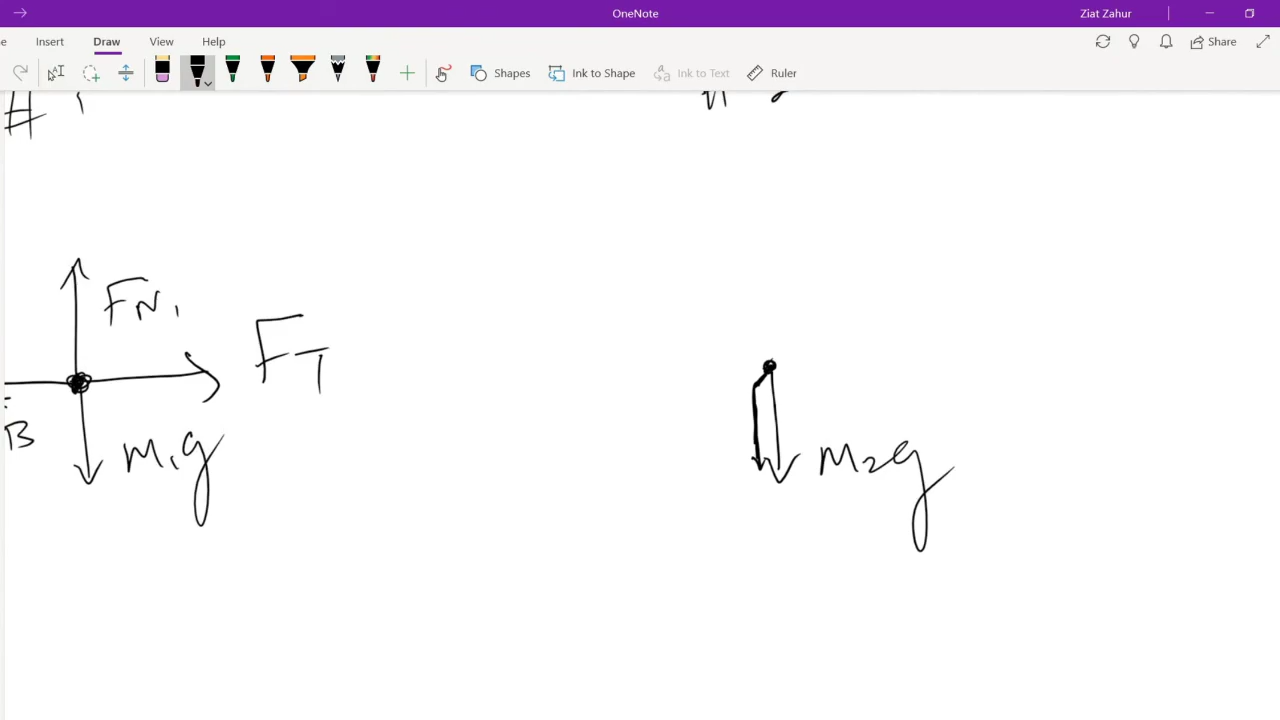 OneNote
Ziat Zahur
Insert Draw View Help
Share
Shapes Ink to Shape Ink to Text Ruler
# 1
FN1
FT
B
m1g
m2g